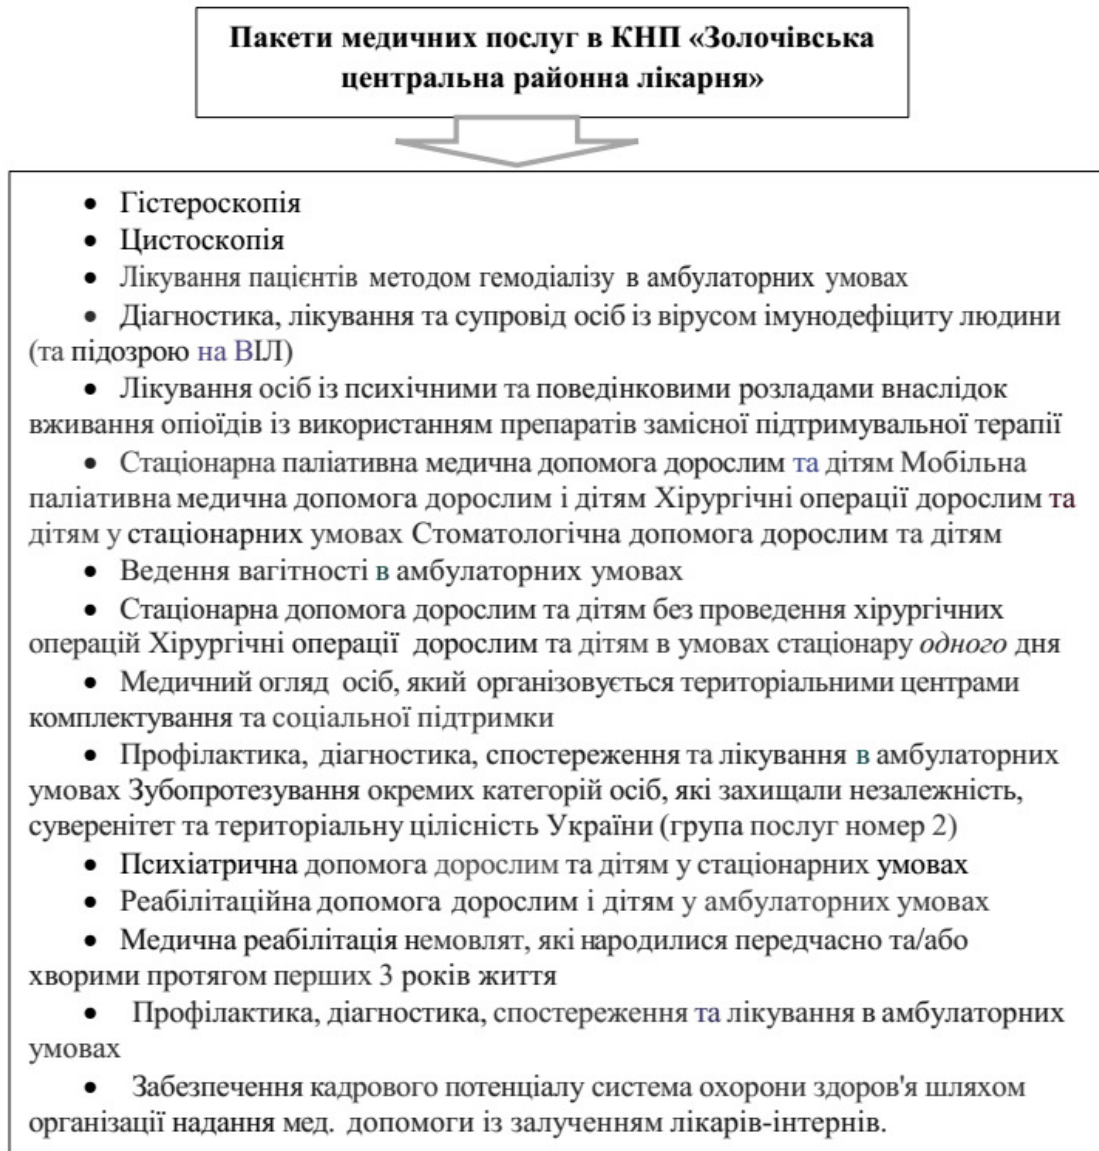 Пакети медичних послуг в КНП «Золочівська
центральна районна лікарня»
• Гістероскопія
• Цистоскопія
• Лікування пацієнтів методом гемодіалізу в амбулаторних умовах
• Діагностика, лікування та супровід осіб із вірусом імунодефіциту людини
(та підозрою на ВІЛ)
• Лікування осіб із психічними та поведінковими розладами внаслідок
вживання опіоїдів із використанням препаратів замісної підтримувальної терапії
• Стаціонарна паліативна медична допомога дорослим та дітям Мобільна
паліативна медична допомога дорослим і дітям Хірургічні операції дорослим та
дітям у стаціонарних умовах Стоматологічна допомога дорослим та дітям
• Ведення вагітності в амбулаторних умовах
• Стаціонарна допомога дорослим та дітям без проведення хірургічних
операцій Хірургічні операції дорослим та дітям в умовах стаціонару одного дня
• Медичний огляд осіб, який організовується територіальними центрами
комплектування та соціальної підтримки
• Профілактика, діагностика, спостереження та лікування в амбулаторних
умовах Зубопротезування окремих категорій осіб, які захищали незалежність,
суверенітет та територіальну цілісність України (група послуг номер 2)
• Психіатрична допомога дорослим та дітям у стаціонарних умовах
• Реабілітаційна допомога дорослим і дітям у амбулаторних умовах
• Медична реабілітація немовлят, які народилися передчасно та/або
хворими протягом перших 3 років життя
• Профілактика, діагностика, спостереження та лікування в амбулаторних
умовах
• Забезпечення кадрового потенціалу система охорони здоров'я шляхом
організації надання мед. допомоги із залученням лікарів-інтернів.